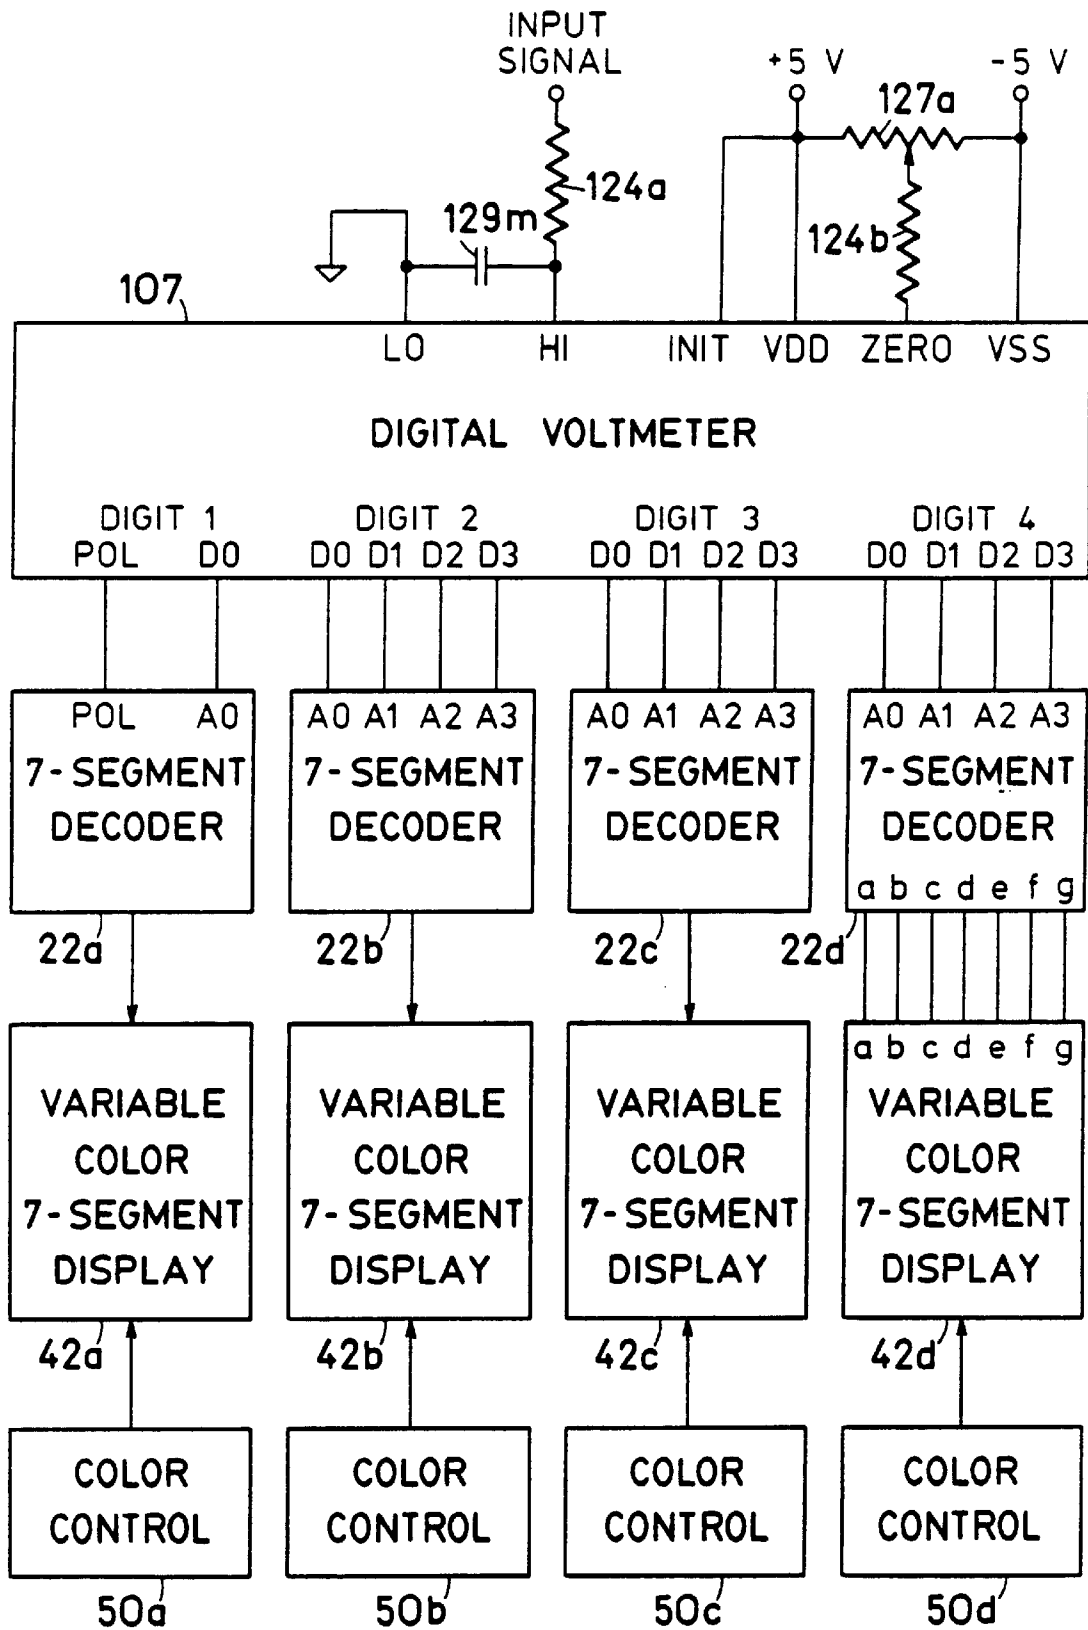 INPUT
SIGNAL
+5 V
-5 V
127a
124a
129m
124b
107
LO HI INIT VDD ZERO VSS
DIGITAL VOLTMETER
DIGIT 1 DIGIT 2 DIGIT 3 DIGIT 4
POL D0 D0 D1 D2 D3 D0 D1 D2 D3 D0 D1 D2 D3
POL A0 A0 A1 A2 A3 A0 A1 A2 A3 A0 A1 A2 A3
7-SEGMENT 7-SEGMENT 7-SEGMENT 7-SEGMENT
DECODER DECODER DECODER DECODER
a b c d e f g
22a 22b 22c 22d
a b c d e f g
VARIABLE VARIABLE VARIABLE VARIABLE
COLOR COLOR COLOR COLOR
7-SEGMENT 7-SEGMENT 7-SEGMENT 7-SEGMENT
DISPLAY DISPLAY DISPLAY DISPLAY
42a 42b 42c 42d
COLOR COLOR COLOR COLOR
CONTROL CONTROL CONTROL CONTROL
50a 50b 50c 50d